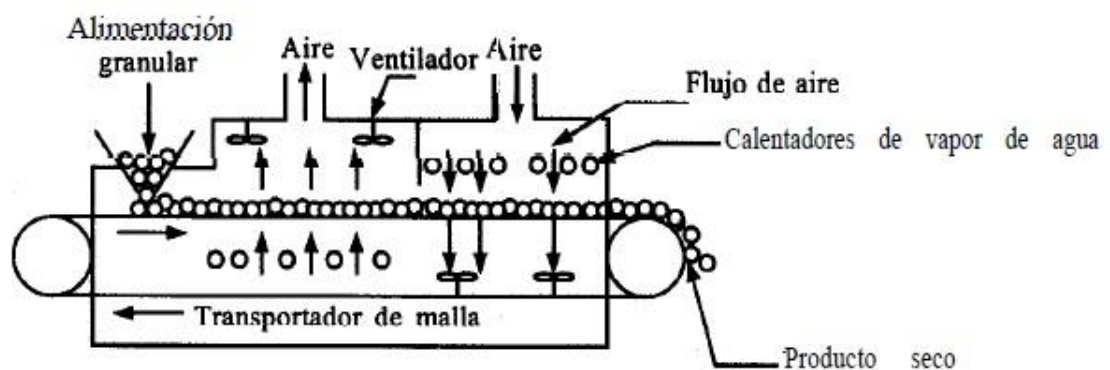 Alimentación
granular
Aire
Ventilador
Aire
Flujo de aire
Calentadores de vapor de agua
Transportador de malla
Producto seco